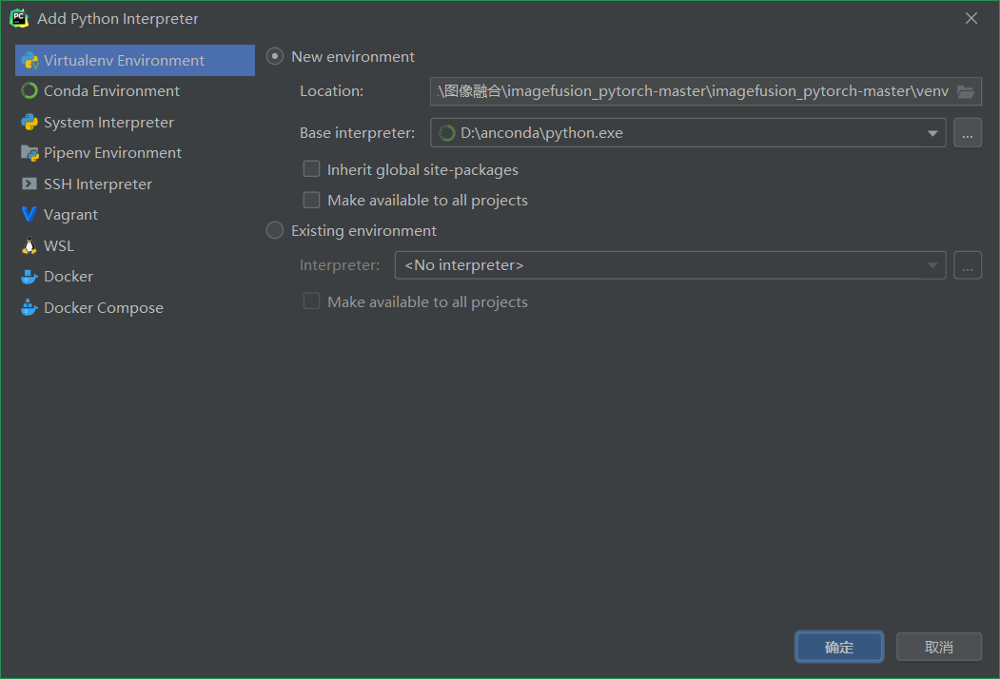 Add Python Interpreter
Virtualenv Environment
Conda Environment
System Interpreter
Pipenv Environment
SSH Interpreter
Vagrant
WSL
Docker
Docker Compose
New environment
Location: .\图像融合\imagefusion_pytorch-master\imagefusion_pytorch-master\venv
Base interpreter: D:\anconda\python.exe ...
Inherit global site-packages
Make available to all projects
Existing environment
Interpreter: <No interpreter> ...
Make available to all projects
确定 取消